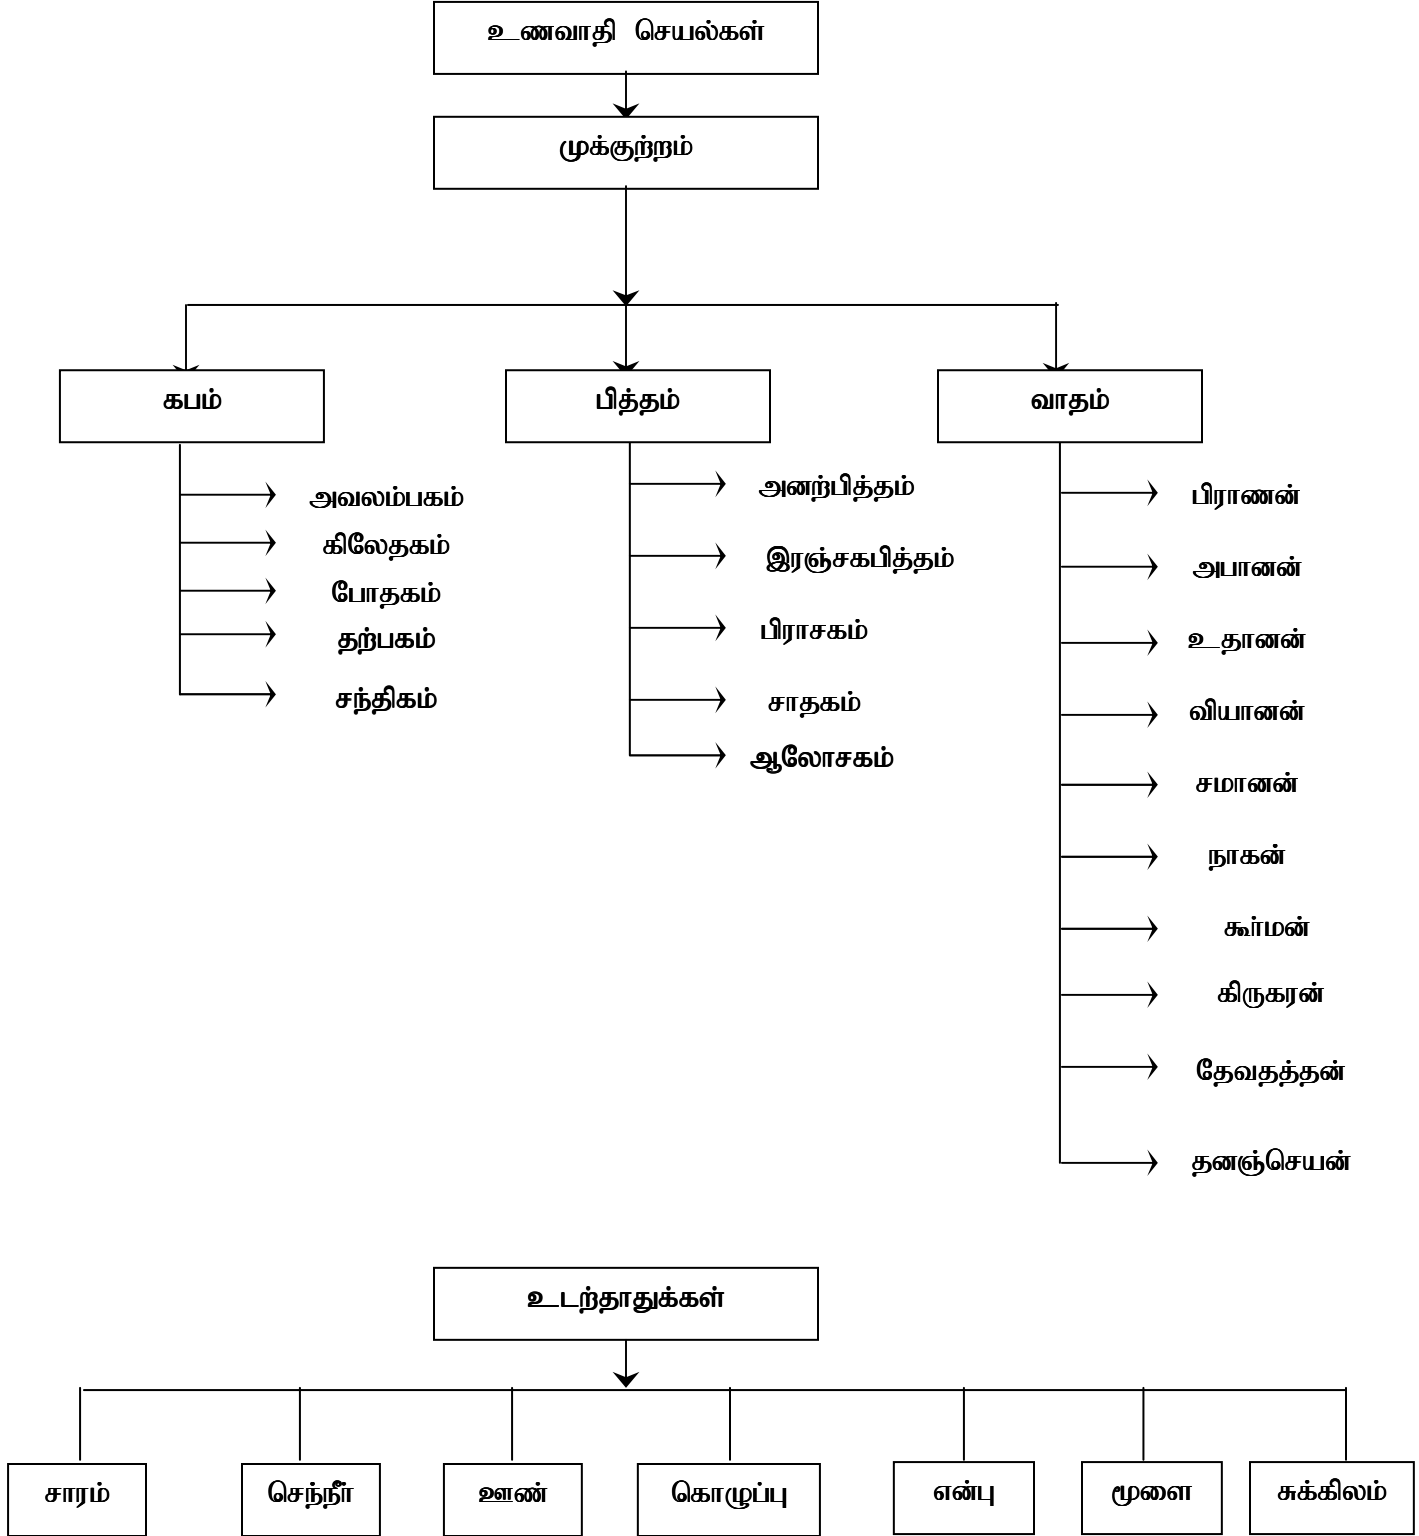 உணவாதி செயல்கள்
முக்குற்றம்
கபம்
பித்தம்
வாதம்
அவலம்பகம்
கிலேதகம்
போதகம்
தற்பகம்
சந்திகம்
அனற்பித்தம்
இரஞ்சகபித்தம்
பிராசகம்
சாதகம்
ஆலோசகம்
பிராணன்
அபானன்
உதானன்
வியானன்
சமானன்
நாகன்
கூர்மன்
கிருகரன்
தேவதத்தன்
தனஞ்செயன்
உடற்தாதுக்கள்
சாரம்
செந்நீர்
ஊண்
கொழுப்பு
என்பு
மூளை
சுக்கிலம்